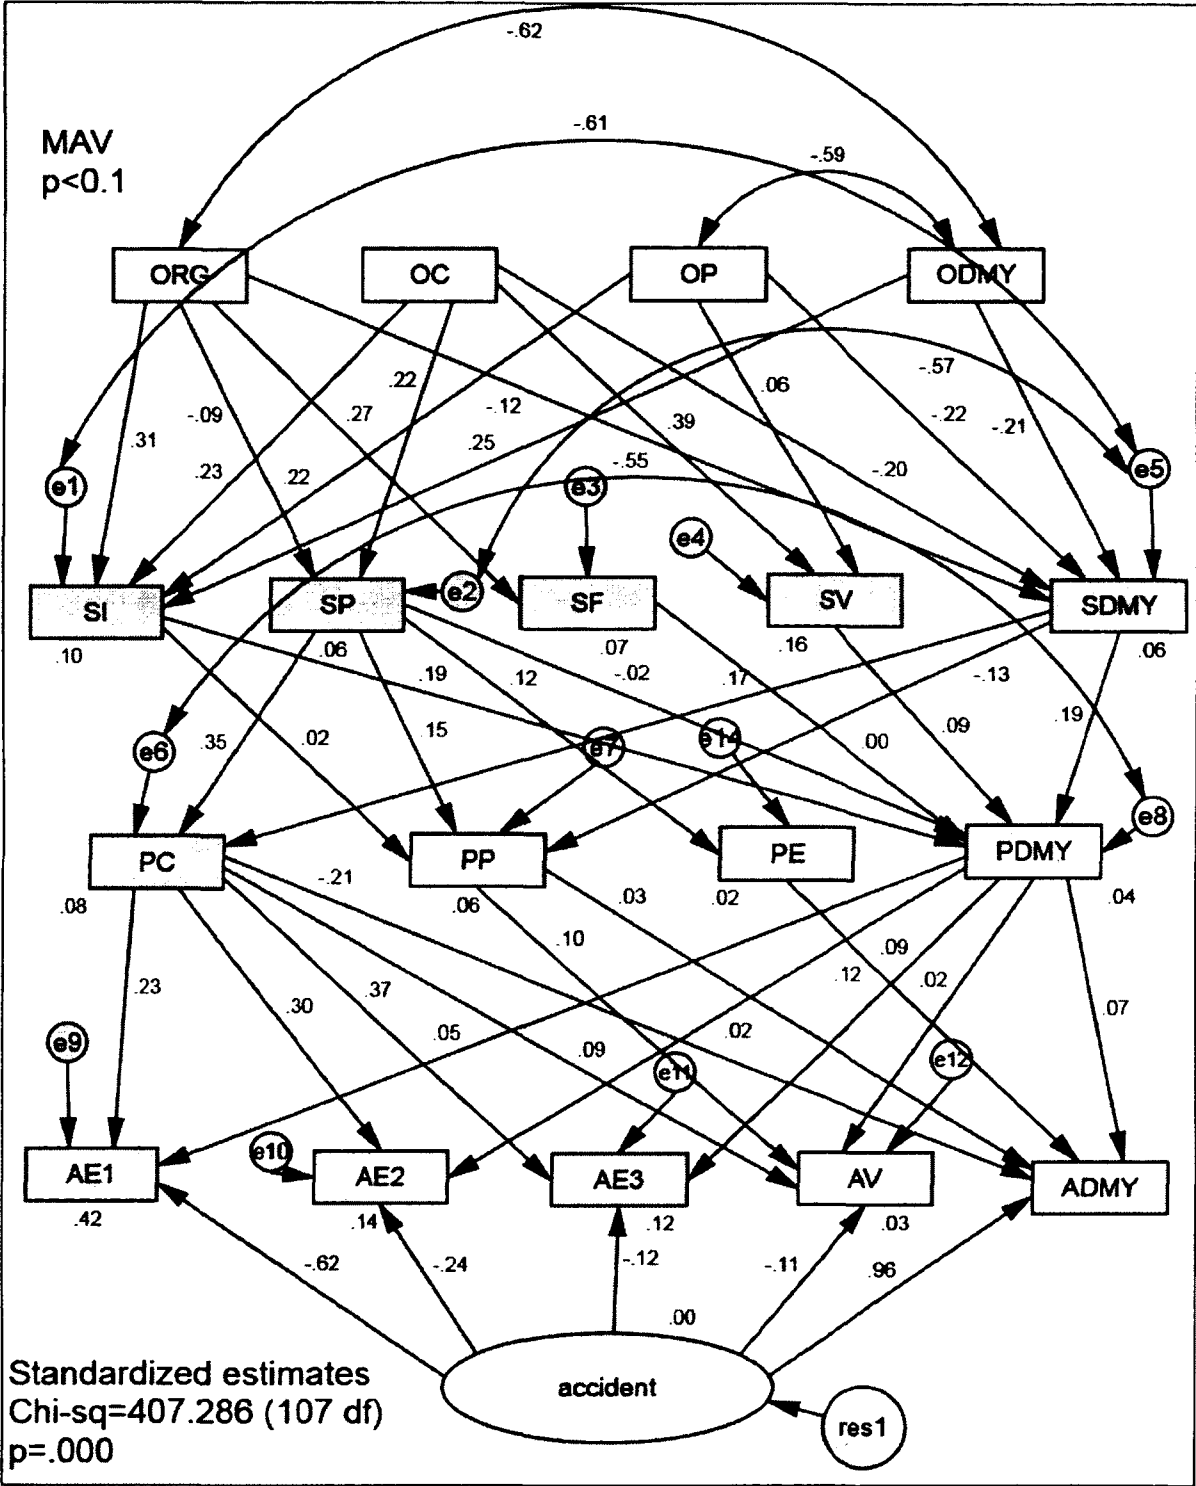 -.62
MAV
p<0.1
-.61
-.59
ORG
OC
OP
ODMY
.22
.06
-.57
-.09
.27
-.12
.39
-.22
-.21
.31
.25
.23
.22
-.55
-.20
e1
e3
e5
e4
e2
SI
SP
SF
SV
SDMY
.10
.06
.07
.16
.06
.19
.12
-.02
.17
-.13
.35
.02
.15
.00
.09
.19
e6
e7
e14
e8
PC
PP
PE
PDMY
.08
-.21
.06
.03
.02
.04
.10
.09
.12
.02
.23
.30
.37
.07
.05
.09
.02
e9
e11
e12
e10
AE1
AE2
AE3
AV
ADMY
.42
.14
.12
.03
-.62
-.24
-.12
-.11
.96
.00
accident
res1
Standardized estimates
Chi-sq=407.286 (107 df)
p=.000